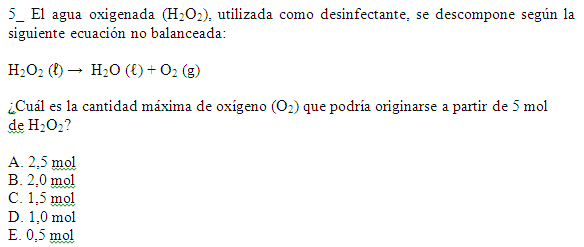 5_ El agua oxigenada (H₂O₂), utilizada como desinfectante, se descompone según la
siguiente ecuación no balanceada:
H₂O₂ (ℓ) → H₂O (ℓ) + O₂ (g)
¿Cuál es la cantidad máxima de oxígeno (O₂) que podría originarse a partir de 5 mol
de H₂O₂?
A. 2,5 mol
B. 2,0 mol
C. 1,5 mol
D. 1,0 mol
E. 0,5 mol